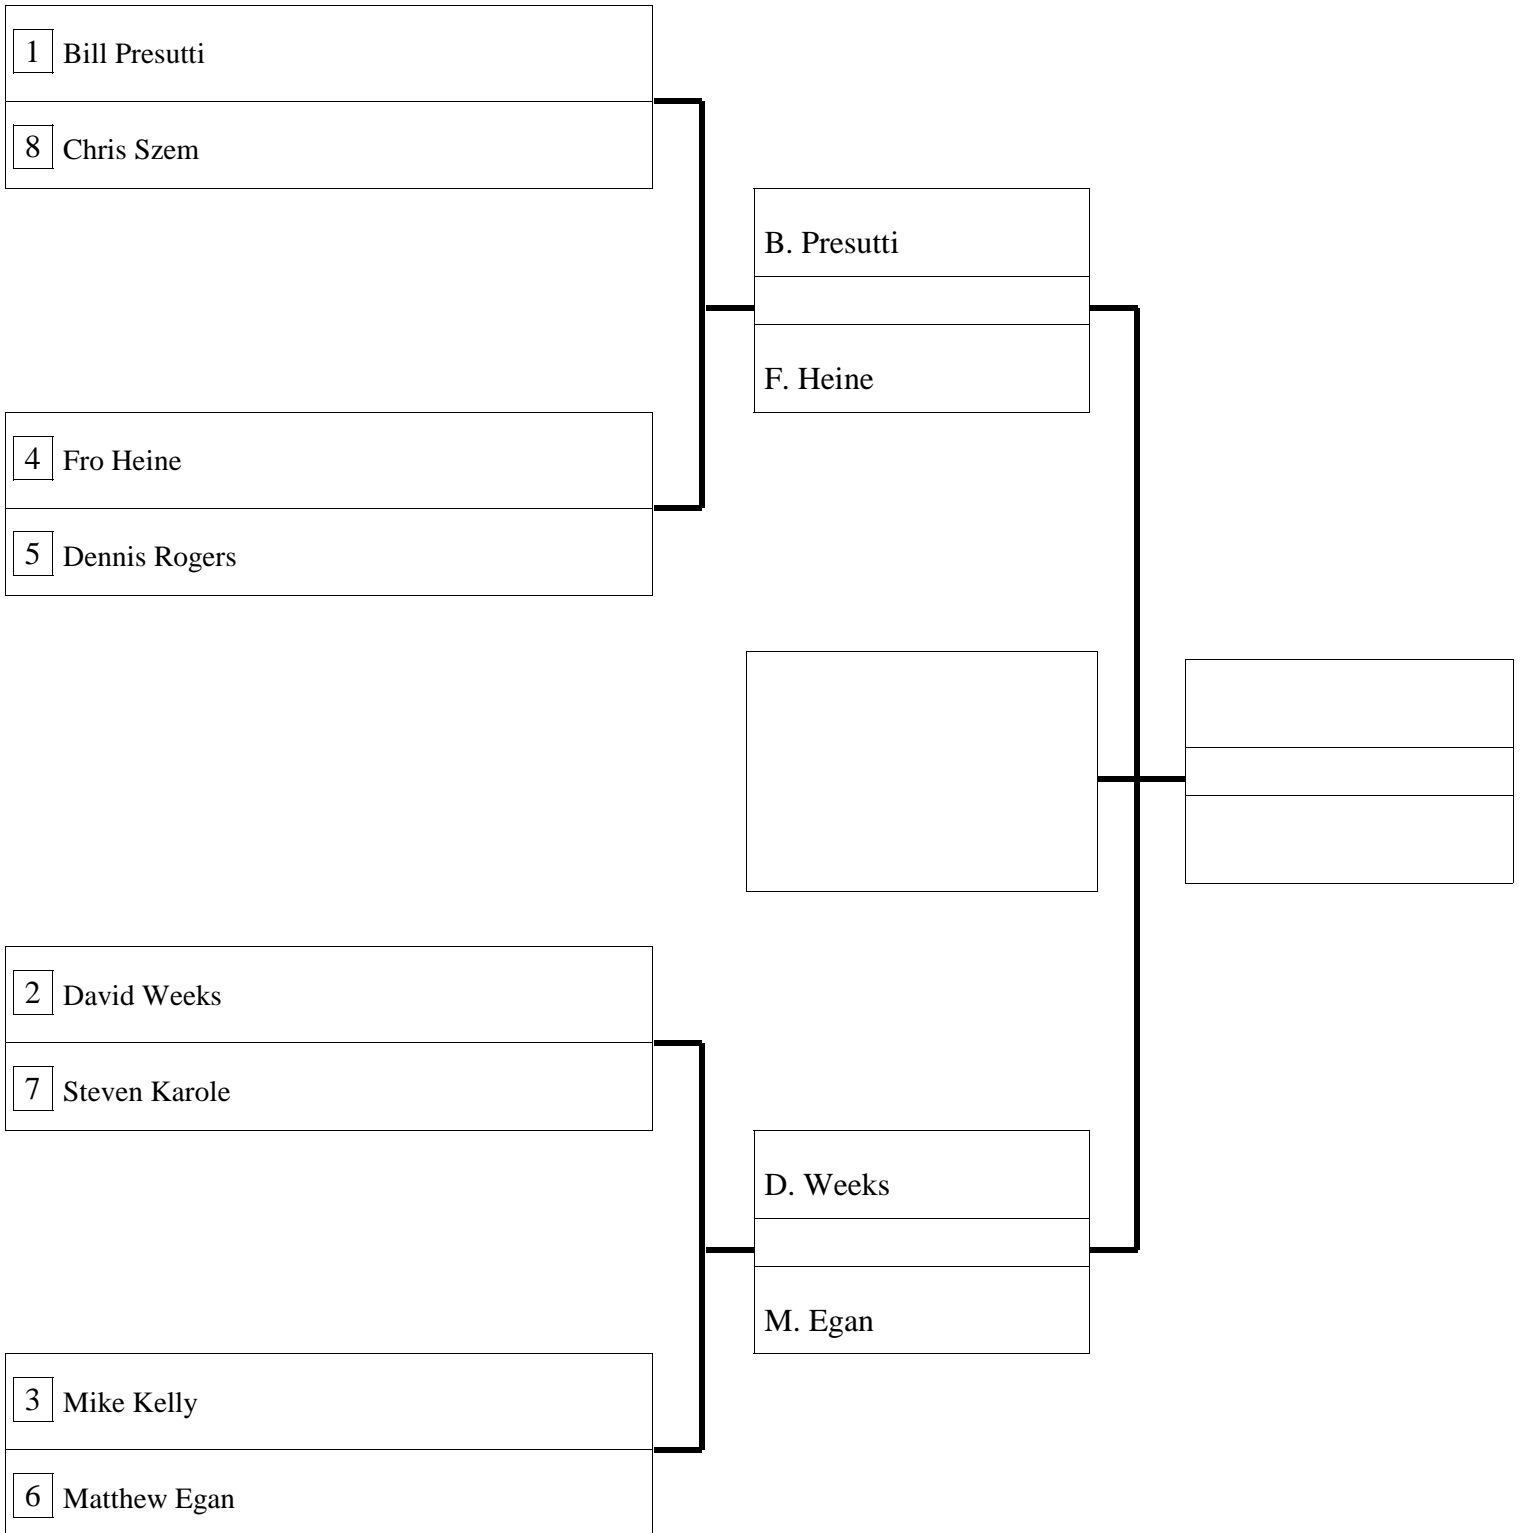 1 Bill Presutti
8 Chris Szem
B. Presutti
F. Heine
4 Fro Heine
5 Dennis Rogers
2 David Weeks
7 Steven Karole
D. Weeks
M. Egan
3 Mike Kelly
6 Matthew Egan